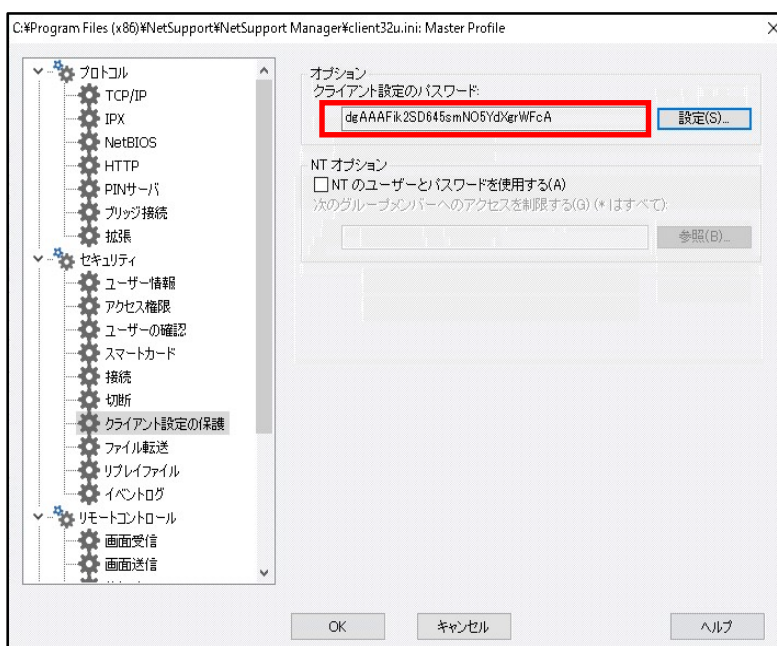 C:¥Program Files (x86)¥NetSupport¥NetSupport Manager¥client32u.ini: Master Profile
プロトコル
TCP/IP
IPX
NetBIOS
HTTP
PINサーバ
ブリッジ接続
拡張
セキュリティ
ユーザー情報
アクセス権限
ユーザーの確認
スマートカード
接続
切断
クライアント設定の保護
ファイル転送
リプレイファイル
イベントログ
リモートコントロール
画面受信
画面送信
オプション
クライアント設定のパスワード:
dgAAAFik2SD645smNO5YdXgrWFcA
設定(S)...
NT オプション
NT のユーザーとパスワードを使用する(A)
次のグループメンバーへのアクセスを制限する(G) (* はすべて):
参照(B)...
OK
キャンセル
ヘルプ